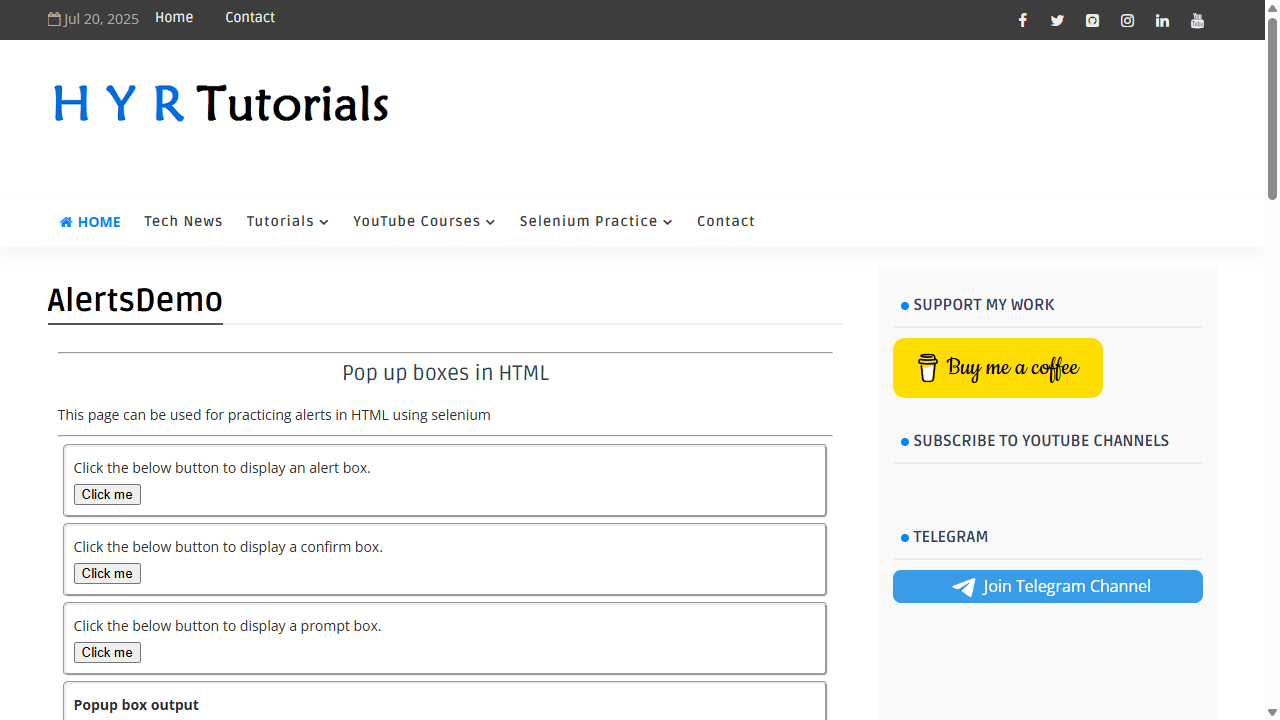 Jul 20, 2025 Home Contact
H Y R Tutorials
HOME Tech News Tutorials YouTube Courses Selenium Practice Contact
AlertsDemo
Pop up boxes in HTML
This page can be used for practicing alerts in HTML using selenium
Click the below button to display an alert box.
Click me
Click the below button to display a confirm box.
Click me
Click the below button to display a prompt box.
Click me
Popup box output
SUPPORT MY WORK
Buy me a coffee
SUBSCRIBE TO YOUTUBE CHANNELS
TELEGRAM
Join Telegram Channel